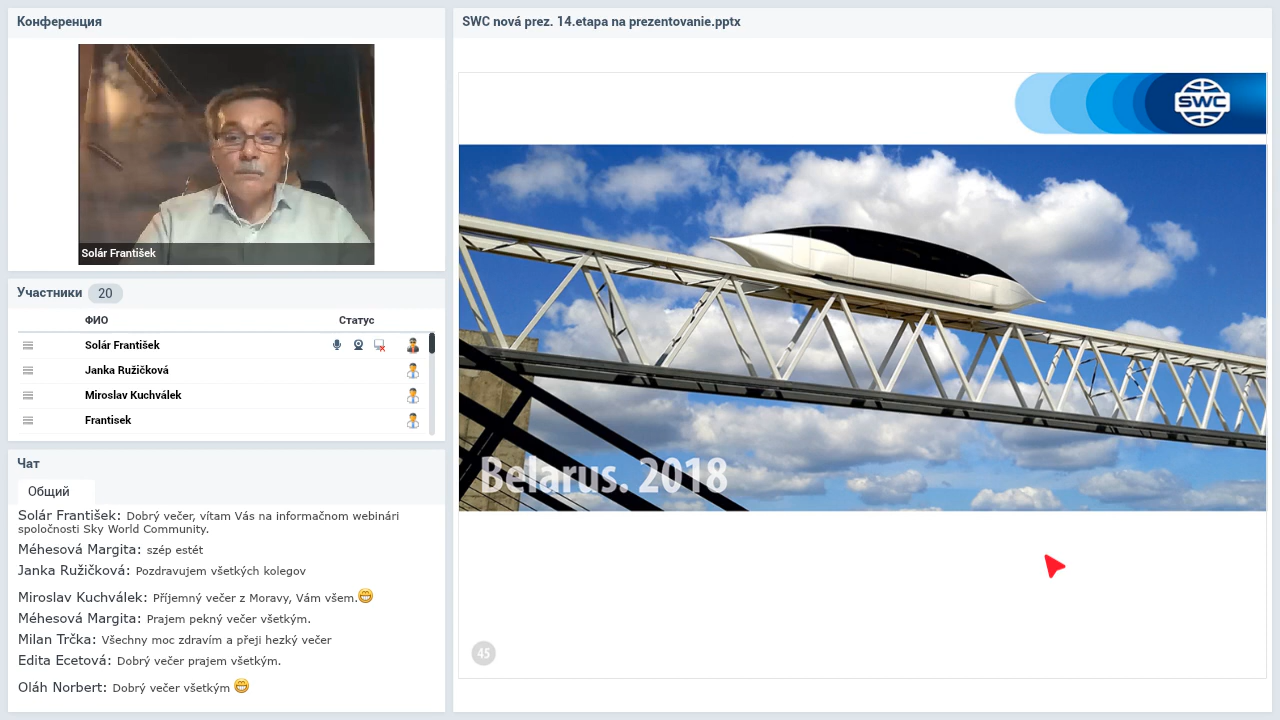 Конференция
Solár František
Участники 20
ФИО Статус
Solár František
Janka Ružičková
Miroslav Kuchválek
Frantisek
Чат
Общий
Solár František: Dobrý večer, vítam Vás na informačnom webinári
spoločnosti Sky World Community.
Méhesová Margita: szép estét
Janka Ružičková: Pozdravujem všetkých kolegov
Miroslav Kuchválek: Příjemný večer z Moravy, Vám všem.
Méhesová Margita: Prajem pekný večer všetkým.
Milan Trčka: Všechny moc zdravím a přeji hezký večer
Edita Ecetová: Dobrý večer prajem všetkým.
Oláh Norbert: Dobrý večer všetkým
SWC nová prez. 14.etapa na prezentovanie.pptx
SWC
Belarus. 2018
45